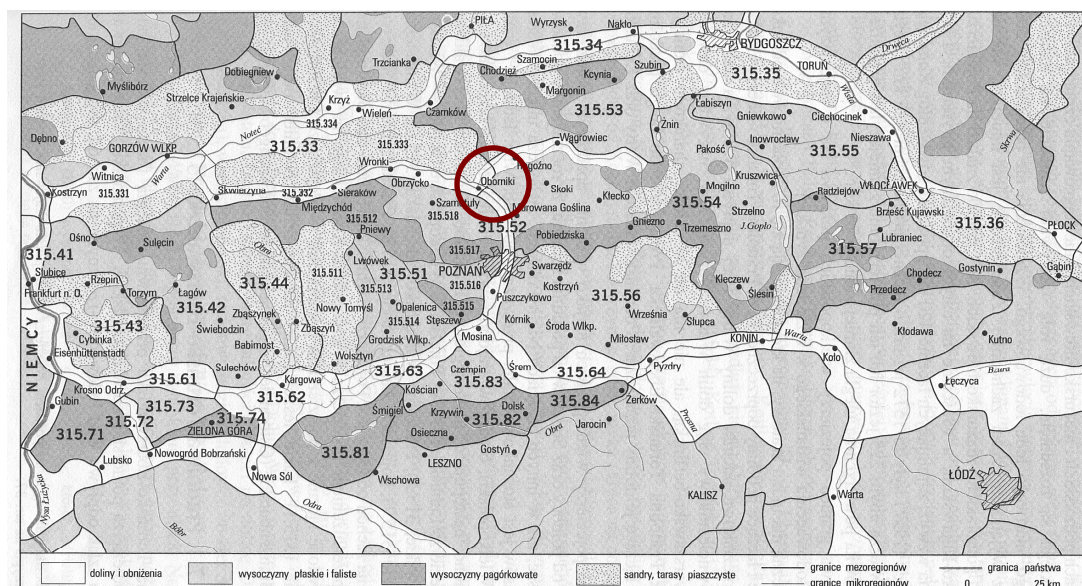 PIŁA
Wyrzysk
Nakło
315.34
BYDGOSZCZ
Drwęca
Trzcianka
Szamocin
Chodzież
Szubin
TORUŃ
Dobiegniew
Kcynia
315.35
Myślibórz
Margonin
Wisła
Strzelce Krajeńskie
Krzyż
Wieleń
Czarnków
315.53
Łabiszyn
Gniewkowo
Ciechocinek
315.334
Noteć
Żnin
Nieszawa
Dębno
315.33
315.333
Wągrowiec
Inowrocław
315.55
Skrwa
GORZÓW WLKP.
Wronki
Pakość
Witnica
Warta
Rogoźno
Oborniki
Kruszwica
315.331
Skwierzyna
315.332
Sieraków
Obrzycko
Skoki
Mogilno
Radziejów
WŁOCŁAWEK
Kostrzyn
Międzychód
Szamotuły
Kłecko
315.54
Strzelno
Brześć Kujawski
315.36
315.512
315.518
Murowana Goślina
Gniezno
J.Gopło
PŁOCK
Ośno
Sulęcin
Obra
Pniewy
315.52
Trzemeszno
Lubraniec
315.41
Pobiedziska
315.57
Lwówek
315.517
Słubice
315.44
315.511
315.51
POZNAŃ
Swarzędz
Gostynin
Gąbin
Rzepin
Frankfurt n. O.
Torzym
Łagów
315.513
315.516
Kostrzyn
Kleczew
Ślesin
Chodecz
Przedecz
315.42
Nowy Tomyśl
Opalenica
Puszczykowo
315.56
315.43
Zbąszynek
Zbąszyń
315.515
Września
Słupca
Cybinka
Świebodzin
315.514
Stęszew
Kórnik
Środa Wlkp.
Kłodawa
NIEMCY
Babimost
Grodzisk Wlkp.
Mosina
Miłosław
KONIN
Warta
Kutno
Eisenhüttenstadt
Wolsztyn
Koło
Sulechów
Kargowa
315.63
Czempiń
Śrem
315.64
Pyzdry
Krosno Odrz.
315.61
315.62
Kościan
315.83
Łęczyca
Bzura
Gubin
315.73
Śmigiel
Krzywiń
Dolsk
315.84
Żerków
315.72
315.74
315.82
Prosna
315.71
ZIELONA GÓRA
Osieczna
Obra
Jarocin
Nowogród Bobrzański
315.81
LESZNO
Gostyń
Lubsko
Nowa Sól
Wschowa
ŁÓDŹ
KALISZ
Warta
Nysa Łużycka
Bóbr
Odra
doliny i obniżenia
wysoczyzny płaskie i faliste
wysoczyzny pagórkowate
sandry, tarasy piaszczyste
granice mezoregionów
granica państwa
granice mikroregionów
0 25 km